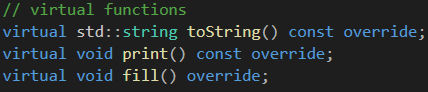 // virtual functions
virtual std::string toString() const override;
virtual void print() const override;
virtual void fill() override;